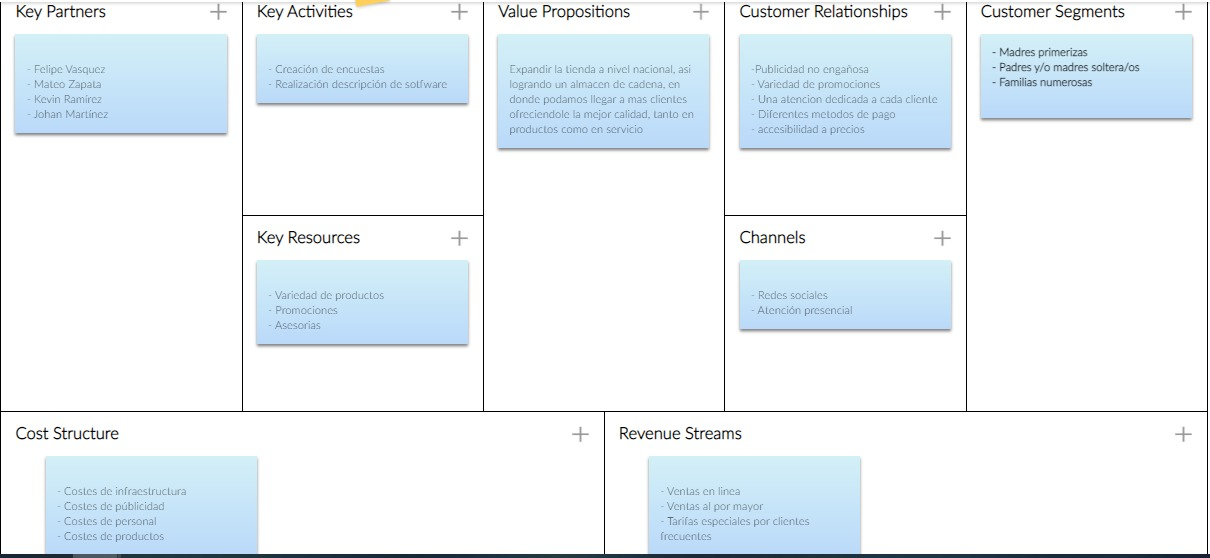 Key Partners
- Felipe Vasquez
- Mateo Zapata
- Kevin Ramírez
- Johan Martínez
Key Activities
- Creación de encuestas
- Realización descripción de sotfware
Key Resources
- Variedad de productos
- Promociones
- Asesorias
Value Propositions
Expandir la tienda a nivel nacional, asi
logrando un almacen de cadena, en
donde podamos llegar a mas clientes
ofreciendole la mejor calidad, tanto en
productos como en servicio
Customer Relationships
-Publicidad no engañosa
- Variedad de promociones
- Una atencion dedicada a cada cliente
- Diferentes metodos de pago
- accesibilidad a precios
Channels
- Redes sociales
- Atención presencial
Customer Segments
- Madres primerizas
- Padres y/o madres soltera/os
- Familias numerosas
Cost Structure
- Costes de infraestructura
- Costes de públicidad
- Costes de personal
- Costes de productos
Revenue Streams
- Ventas en linea
- Ventas al por mayor
- Tarifas especiales por clientes
frecuentes